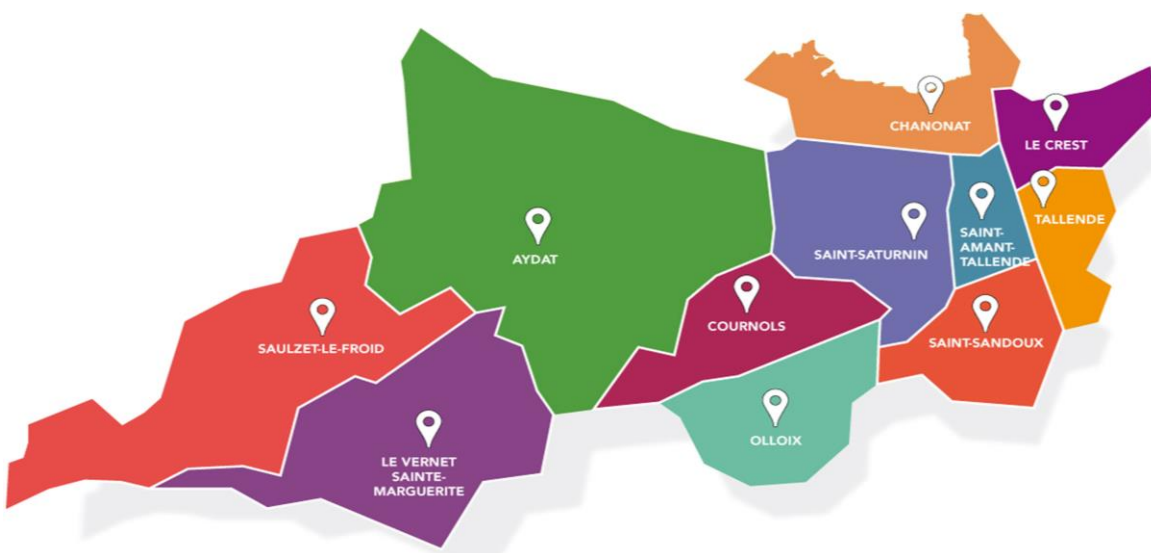 CHANONAT
LE CREST
TALLENDE
SAINT-
AMANT-
TALLENDE
SAINT-SATURNIN
AYDAT
COURNOLS
SAINT-SANDOUX
SAULZET-LE-FROID
OLLOIX
LE VERNET
SAINTE-
MARGUERITE